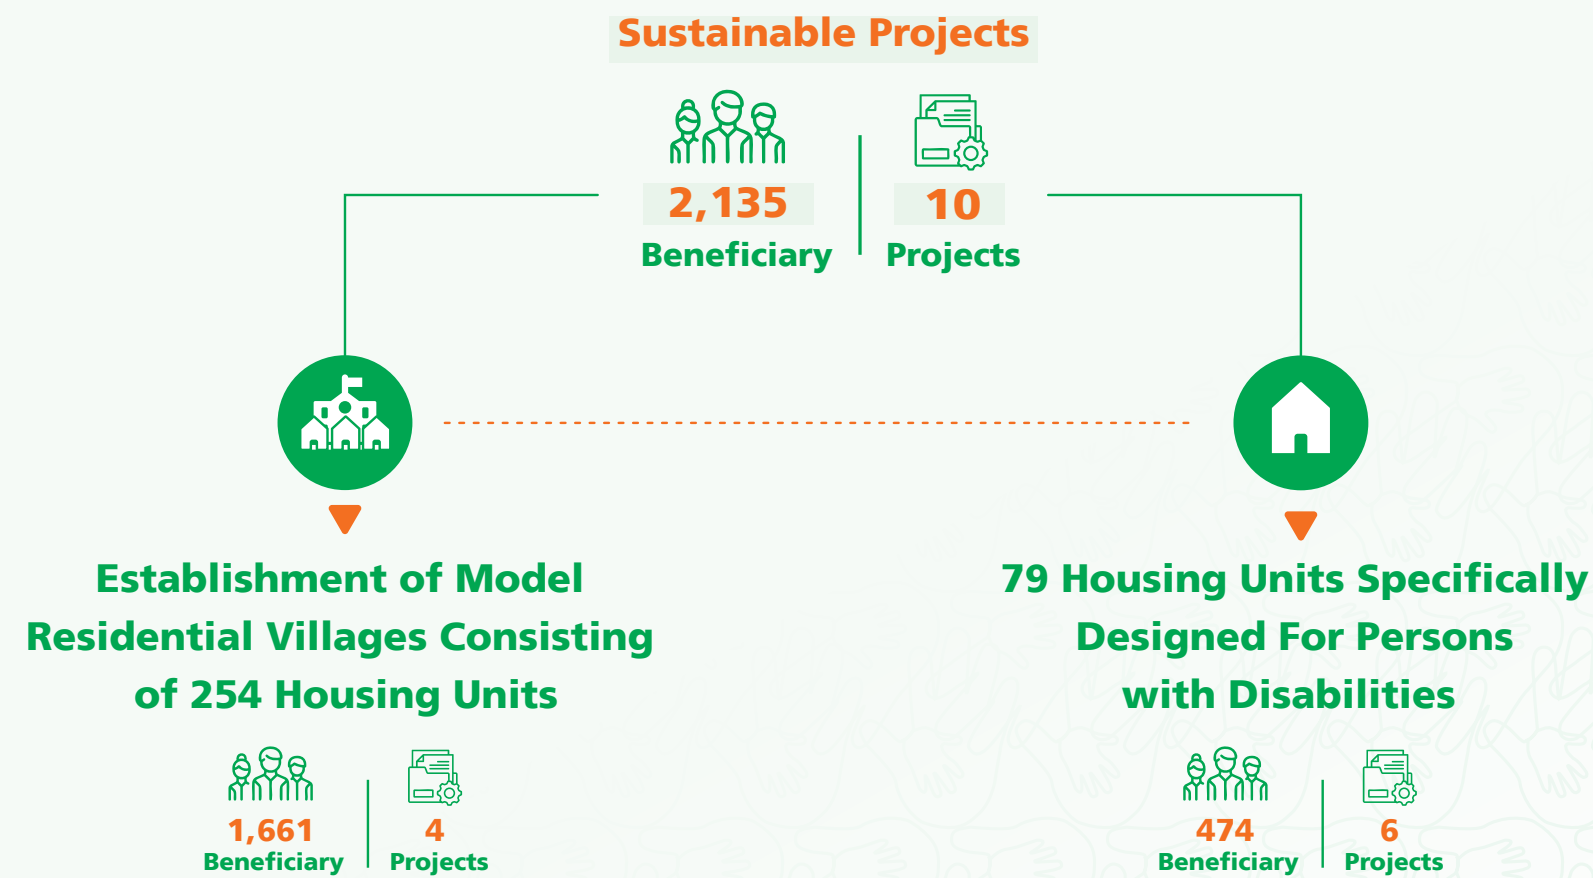 Sustainable Projects
2,135
Beneficiary
10
Projects
Establishment of Model
Residential Villages Consisting
of 254 Housing Units
1,661
Beneficiary
4
Projects
79 Housing Units Specifically
Designed For Persons
with Disabilities
474
Beneficiary
6
Projects